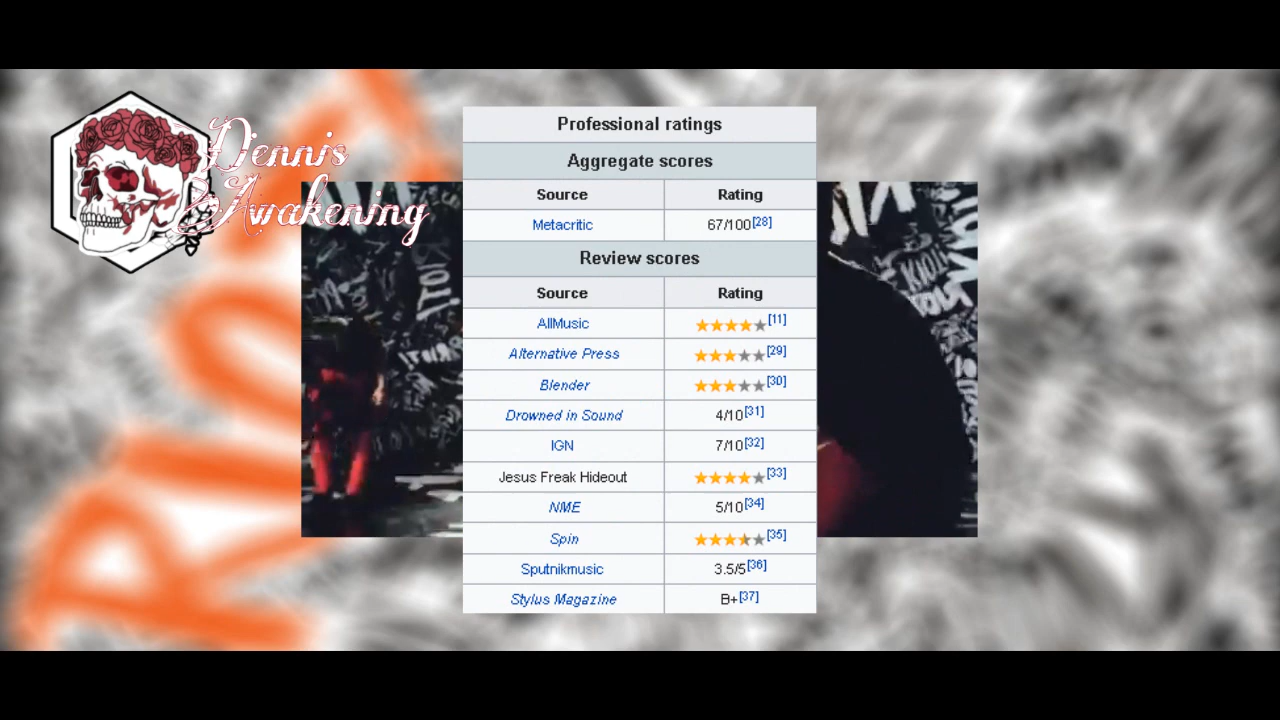 Dennis
Awakening
Professional ratings
Aggregate scores
Source Rating
Metacritic 67/100[28]
Review scores
Source Rating
AllMusic ★★★★★[11]
Alternative Press ★★★★★[29]
Blender ★★★★★[30]
Drowned in Sound 4/10[31]
IGN 7/10[32]
Jesus Freak Hideout ★★★★★[33]
NME 5/10[34]
Spin ★★★★★[35]
Sputnikmusic 3.5/5[36]
Stylus Magazine B+[37]